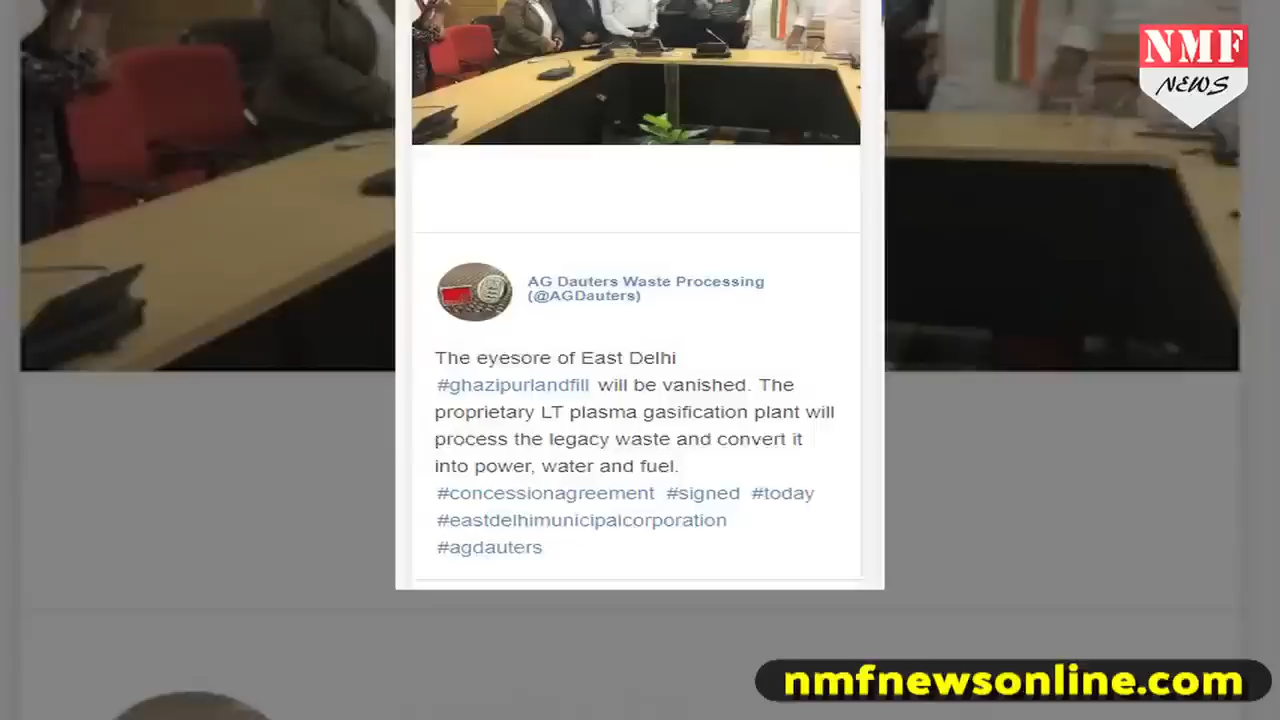 NMF
NEWS
AG Dauters Waste Processing
(@AGDauters)
The eyesore of East Delhi
#ghazipurlandfill will be vanished. The
proprietary LT plasma gasification plant will
process the legacy waste and convert it
into power, water and fuel.
#concessionagreement #signed #today
#eastdelhimunicipalcorporation
#agdauters
nmfnewsonline.com